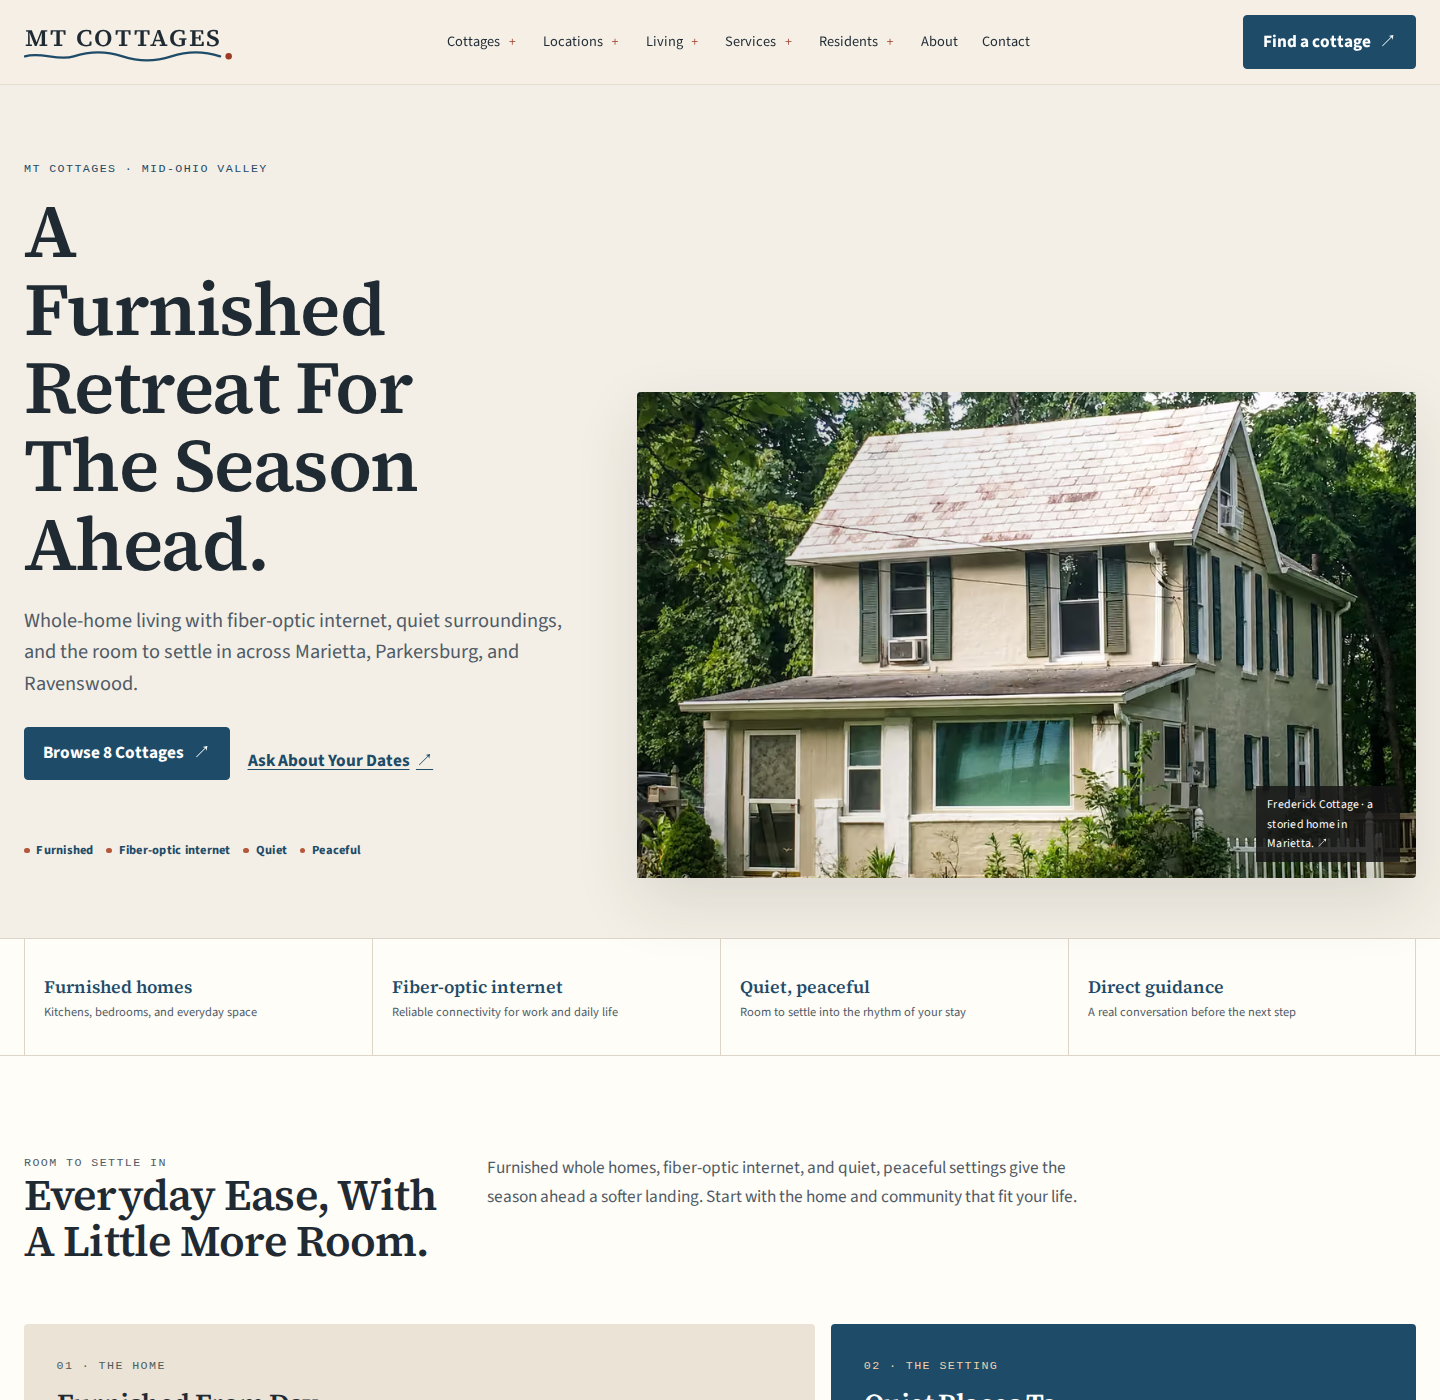 MT COTTAGES
Cottages +
Locations +
Living +
Services +
Residents +
About
Contact
Find a cottage ↗
MT COTTAGES · MID-OHIO VALLEY
A
Furnished
Retreat For
The Season
Ahead.
Whole-home living with fiber-optic internet, quiet surroundings,
and the room to settle in across Marietta, Parkersburg, and
Ravenswood.
Browse 8 Cottages ↗
Ask About Your Dates ↗
Furnished
Fiber-optic internet
Quiet
Peaceful
Frederick Cottage · a
storied home in
Marietta. ↗
Furnished homes
Kitchens, bedrooms, and everyday space
Fiber-optic internet
Reliable connectivity for work and daily life
Quiet, peaceful
Room to settle into the rhythm of your stay
Direct guidance
A real conversation before the next step
ROOM TO SETTLE IN
Everyday Ease, With
A Little More Room.
Furnished whole homes, fiber-optic internet, and quiet, peaceful settings give the
season ahead a softer landing. Start with the home and community that fit your life.
01 · THE HOME
Furnished From Day
02 · THE SETTING
Quiet Places To